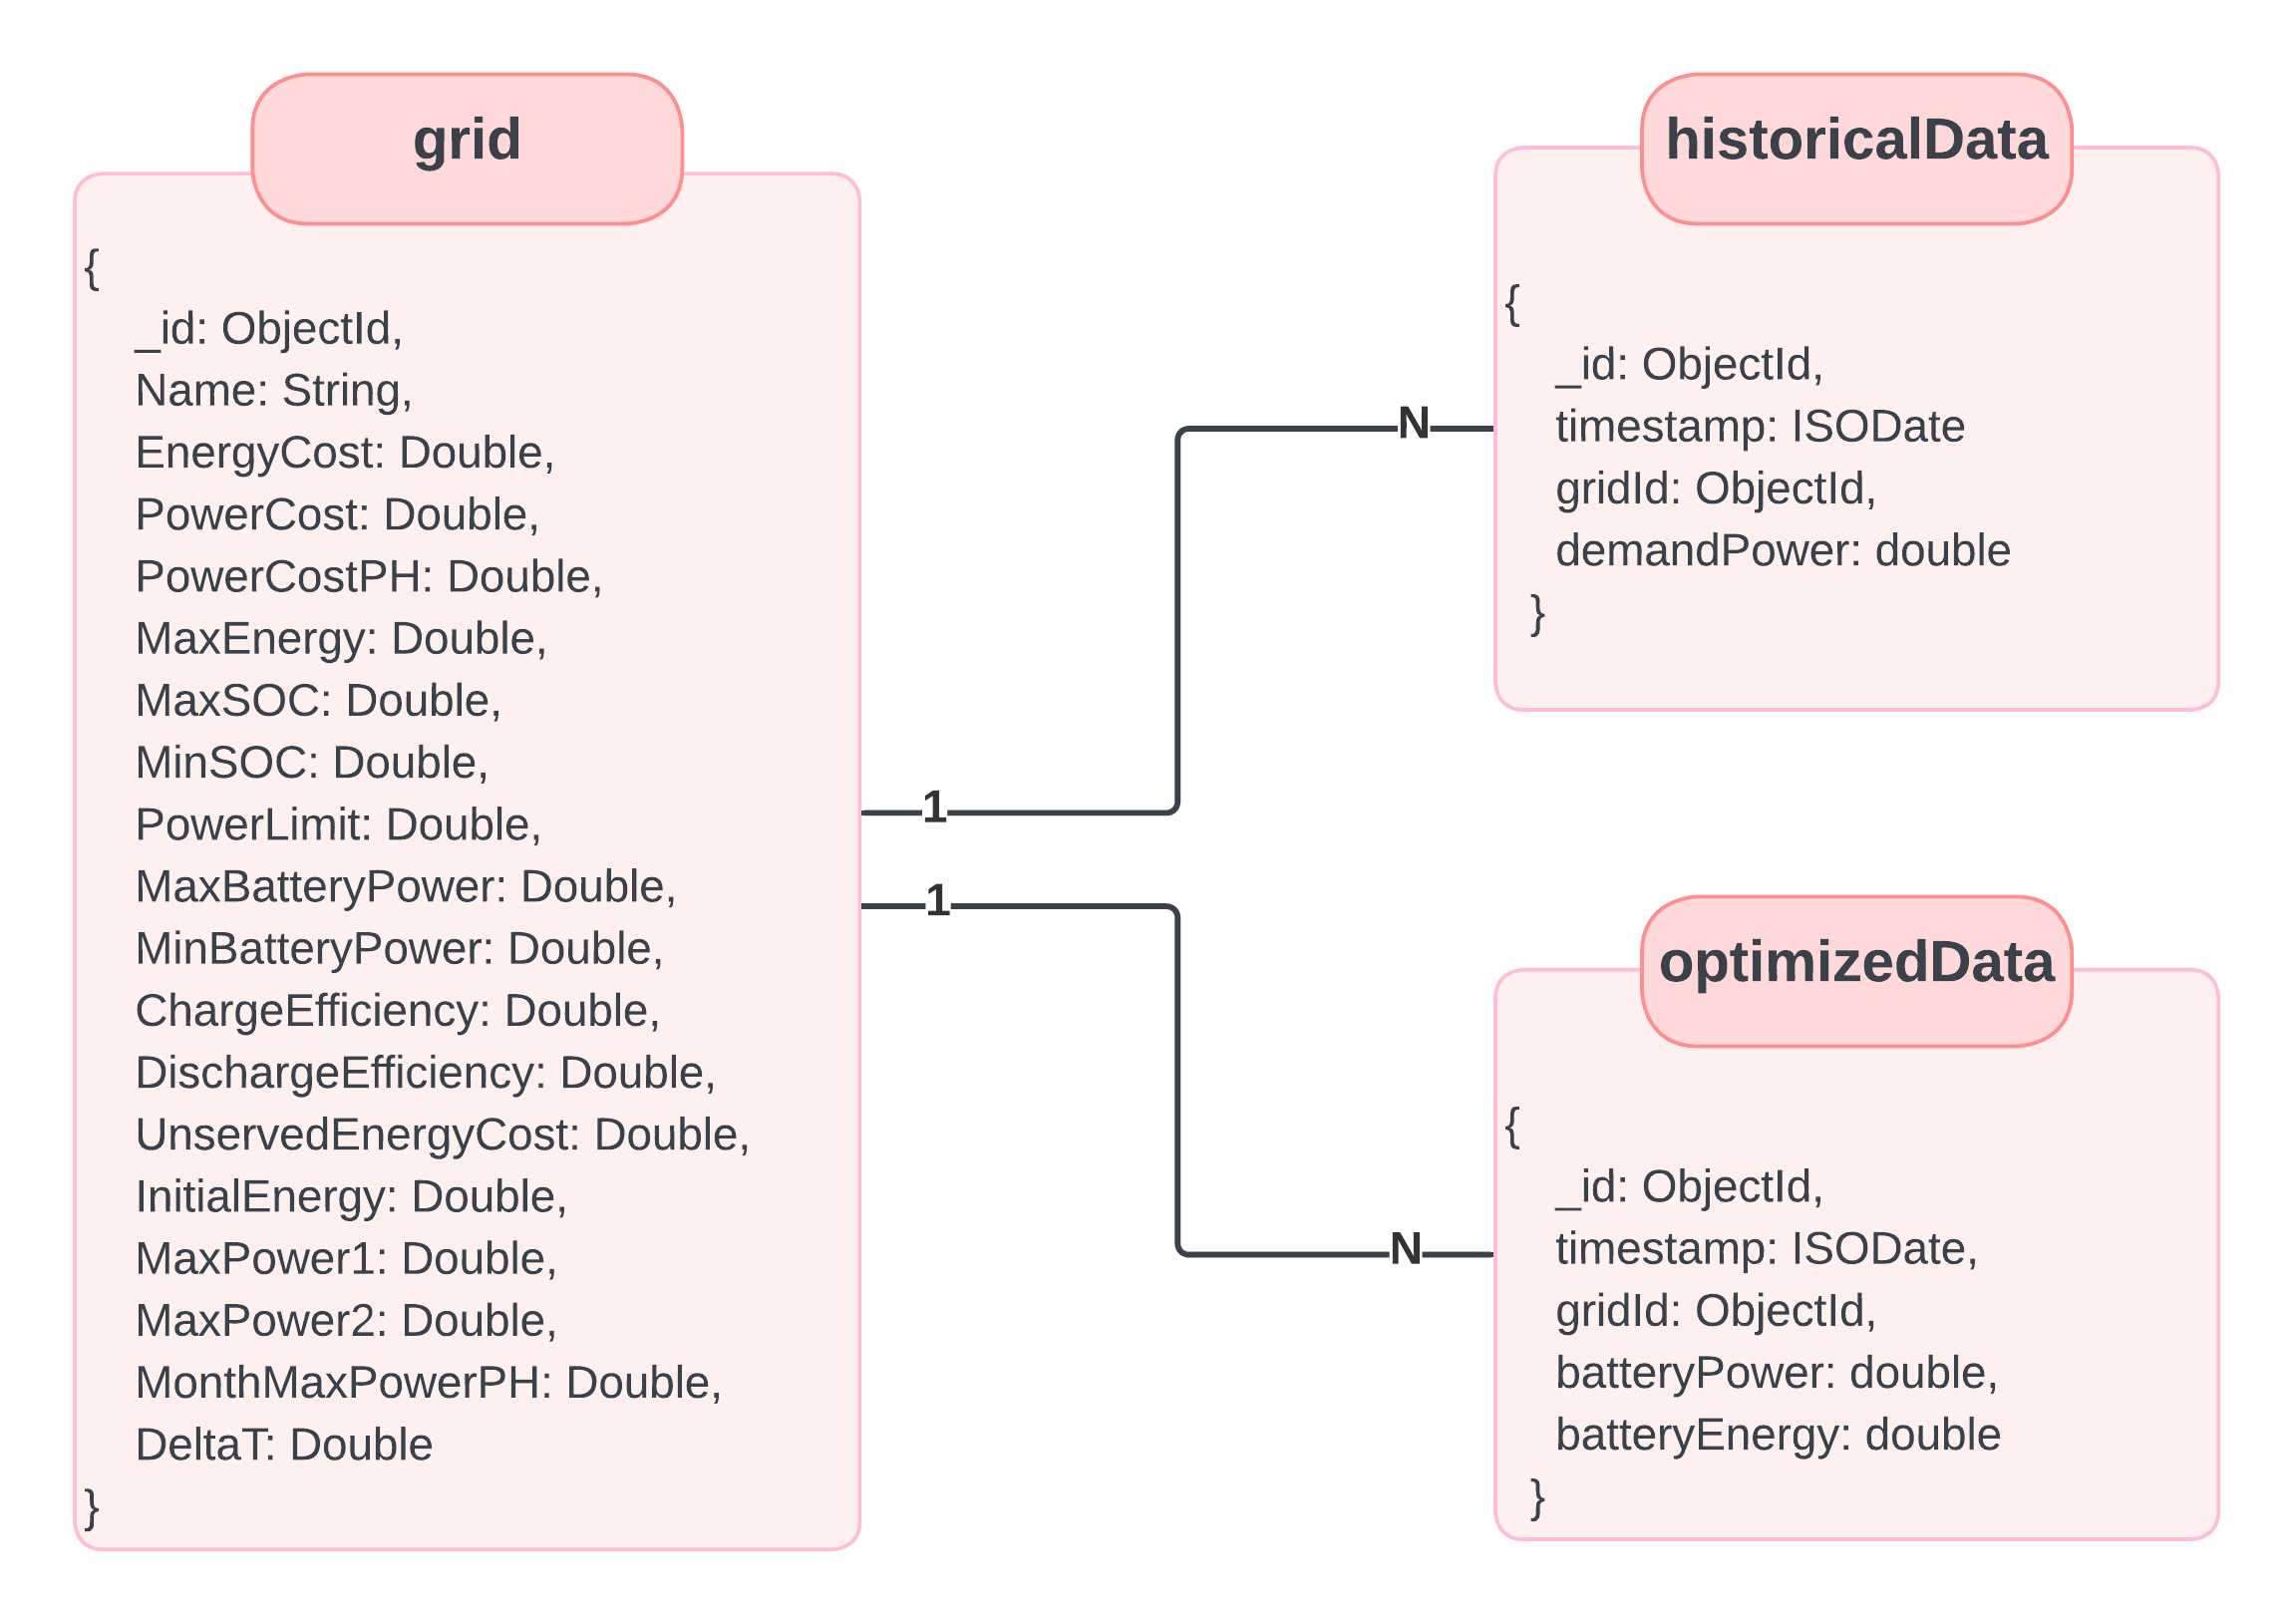 grid
{
_id: ObjectId,
Name: String,
EnergyCost: Double,
PowerCost: Double,
PowerCostPH: Double,
MaxEnergy: Double,
MaxSOC: Double,
MinSOC: Double,
PowerLimit: Double,
MaxBatteryPower: Double,
MinBatteryPower: Double,
ChargeEfficiency: Double,
DischargeEfficiency: Double,
UnservedEnergyCost: Double,
InitialEnergy: Double,
MaxPower1: Double,
MaxPower2: Double,
MonthMaxPowerPH: Double,
DeltaT: Double
}
1
N
1
N
historicalData
{
_id: ObjectId,
timestamp: ISODate
gridId: ObjectId,
demandPower: double
}
optimizedData
{
_id: ObjectId,
timestamp: ISODate,
gridId: ObjectId,
batteryPower: double,
batteryEnergy: double
}